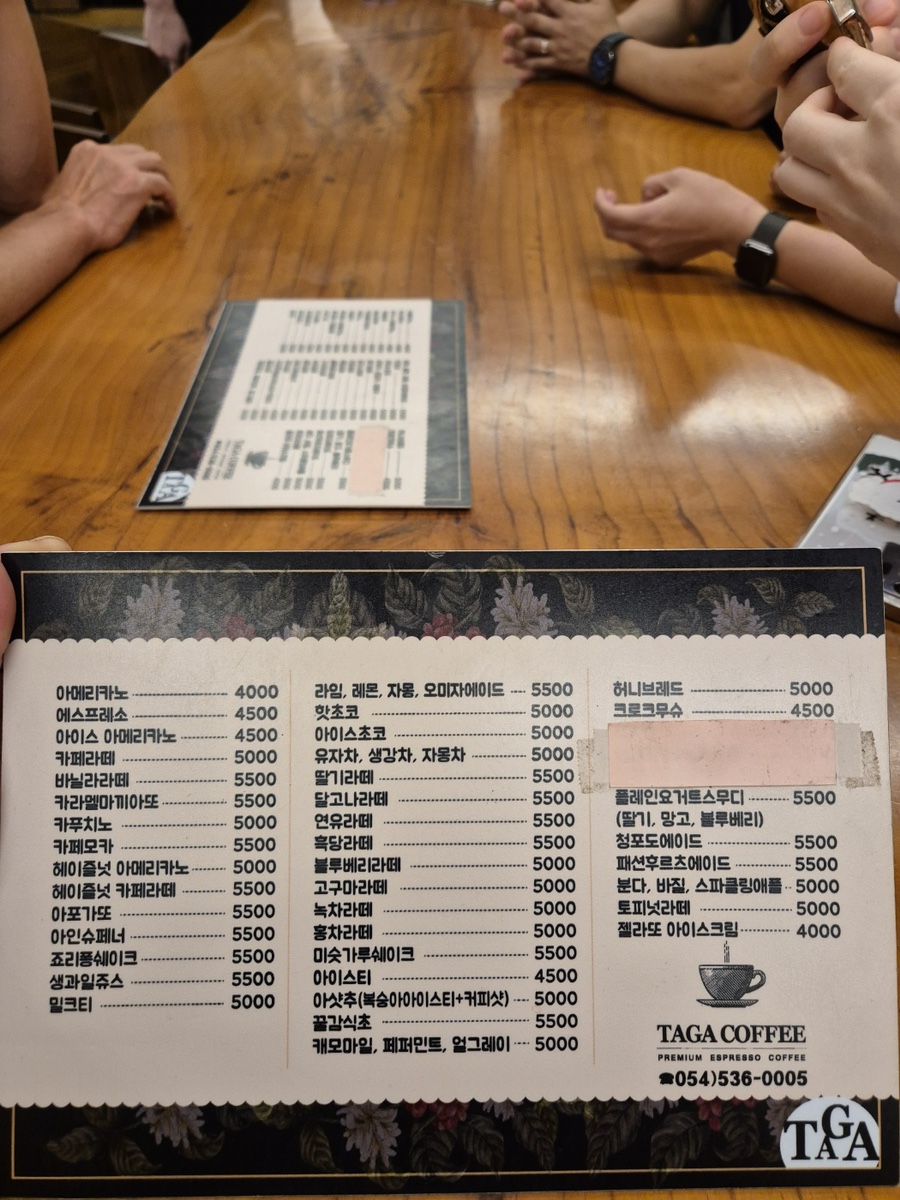 아메리카노 4000
에스프레소 4500
아이스 아메리카노 4500
카페라떼 5000
바닐라라떼 5500
카라멜마끼아또 5500
카푸치노 5000
카페모카 5500
헤이즐넛 아메리카노 5000
헤이즐넛 카페라떼 5500
아포가또 5500
아인슈페너 5500
죠리퐁쉐이크 5500
생과일쥬스 5500
밀크티 5000
라임, 레몬, 자몽, 오미자에이드 5500
핫초코 5000
아이스초코 5000
유자차, 생강차, 자몽차 5000
딸기라떼 5500
달고나라떼 5500
연유라떼 5500
흑당라떼 5500
블루베리라떼 5500
고구마라떼 5000
녹차라떼 5000
홍차라떼 5000
미숫가루쉐이크 5500
아이스티 4500
아샷추(복숭아아이스티+커피샷) 5000
꿀감식초 5500
캐모마일, 페퍼민트, 얼그레이 5000
허니브레드 5000
크로크무슈 4500
플레인요거트스무디 5500
(딸기, 망고, 블루베리)
청포도에이드 5500
패션후르츠에이드 5500
분다, 바질, 스파클링애플 5000
토피넛라떼 5000
젤라또 아이스크림 4000
TAGA COFFEE
PREMIUM ESPRESSO COFFEE
☎054)536-0005
TAGA